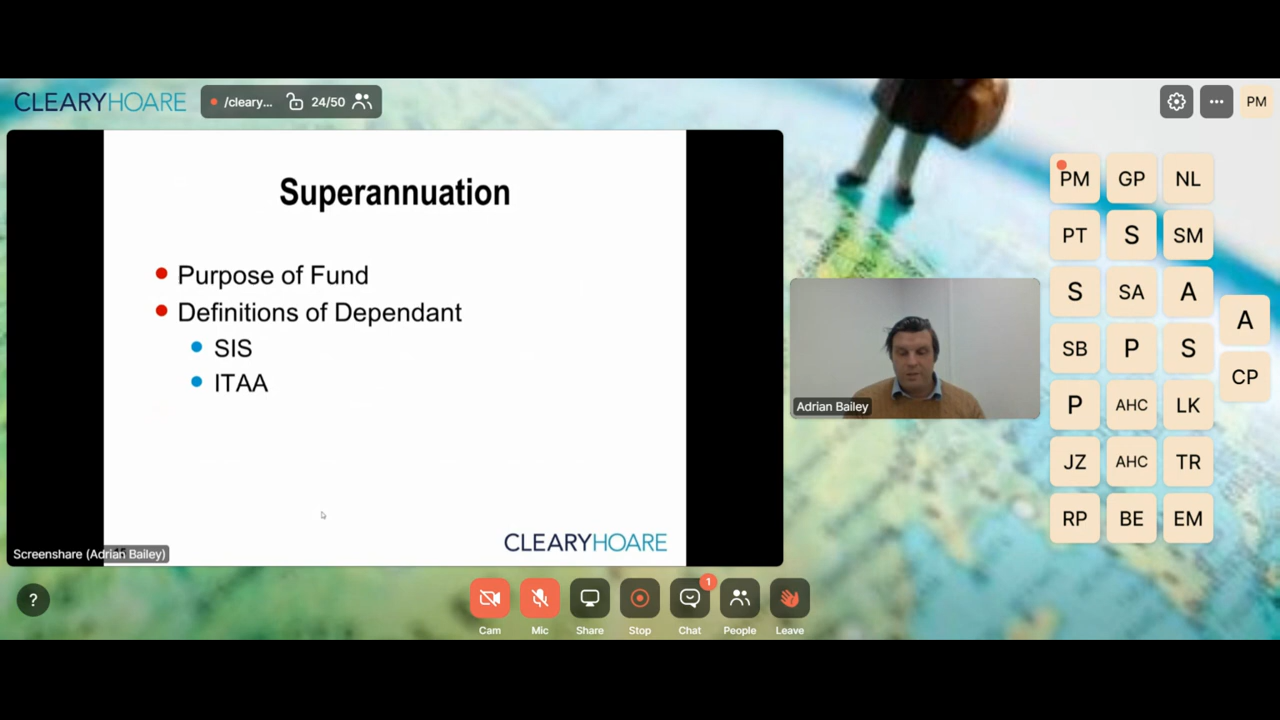 CLEARYHOARE
/cleary... 24/50
PM
Superannuation
Purpose of Fund
Definitions of Dependant
SIS
ITAA
CLEARYHOARE
Screenshare (Adrian Bailey)
Adrian Bailey
PM GP NL
PT S SM
S SA A
A
SB P S
CP
P AHC LK
JZ AHC TR
RP BE EM
?
1
Cam Mic Share Stop Chat People Leave